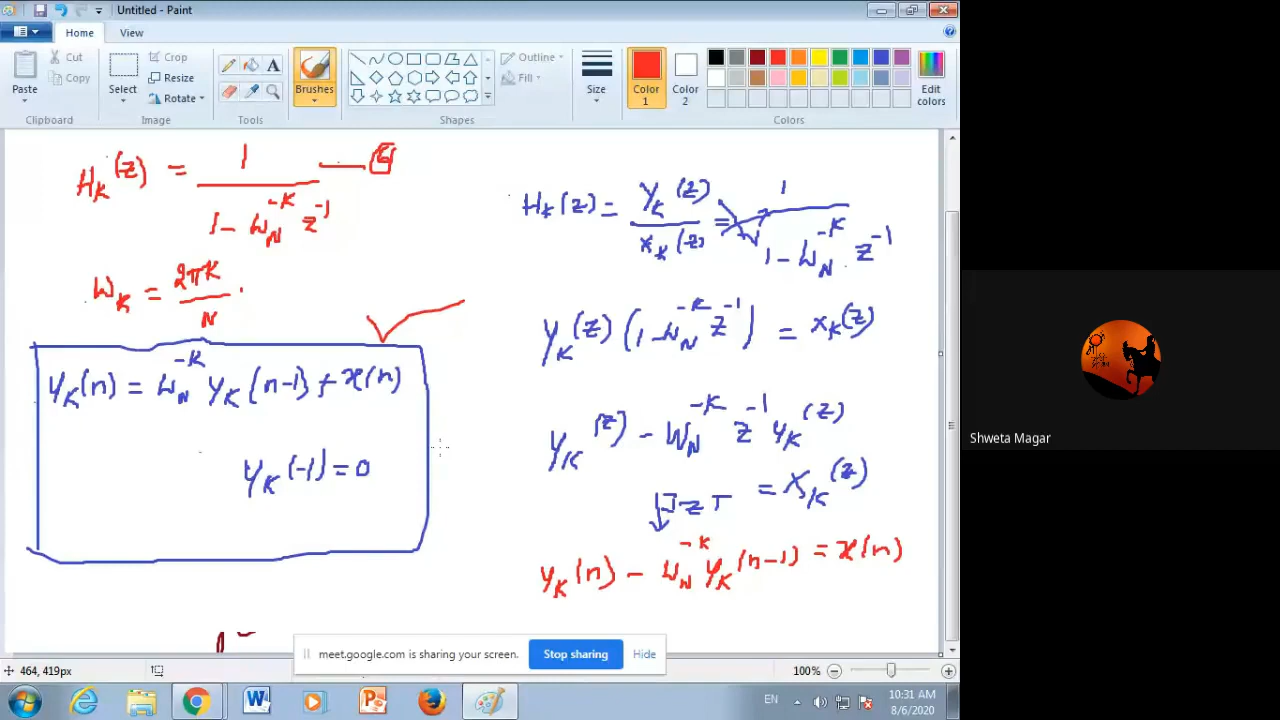 Untitled - Paint
Home View
Cut
Copy
Paste
Clipboard
Select
Crop
Resize
Rotate
Image
Tools
Brushes
Shapes
Outline
Fill
Size
Color 1
Color 2
Edit colors
Colors
H_K(z) = 1 / (1 - W_N^-K z^-1) — 6
W_K = 2πK / N
y_K(n) = W_N^-K y_K(n-1) + x(n)
y_K(-1) = 0
H_K(z) = Y_K(z) / X_K(z) = 1 / (1 - W_N^-K z^-1)
Y_K(z) (1 - W_N^-K z^-1) = X_K(z)
Y_K(z) - W_N^-K z^-1 Y_K(z)
= X_K(z)
↓ IZT
y_K(n) - W_N^-K y_K(n-1) = x(n)
Shweta Magar
meet.google.com is sharing your screen.
Stop sharing
Hide
464, 419px
100%
EN
10:31 AM
8/6/2020